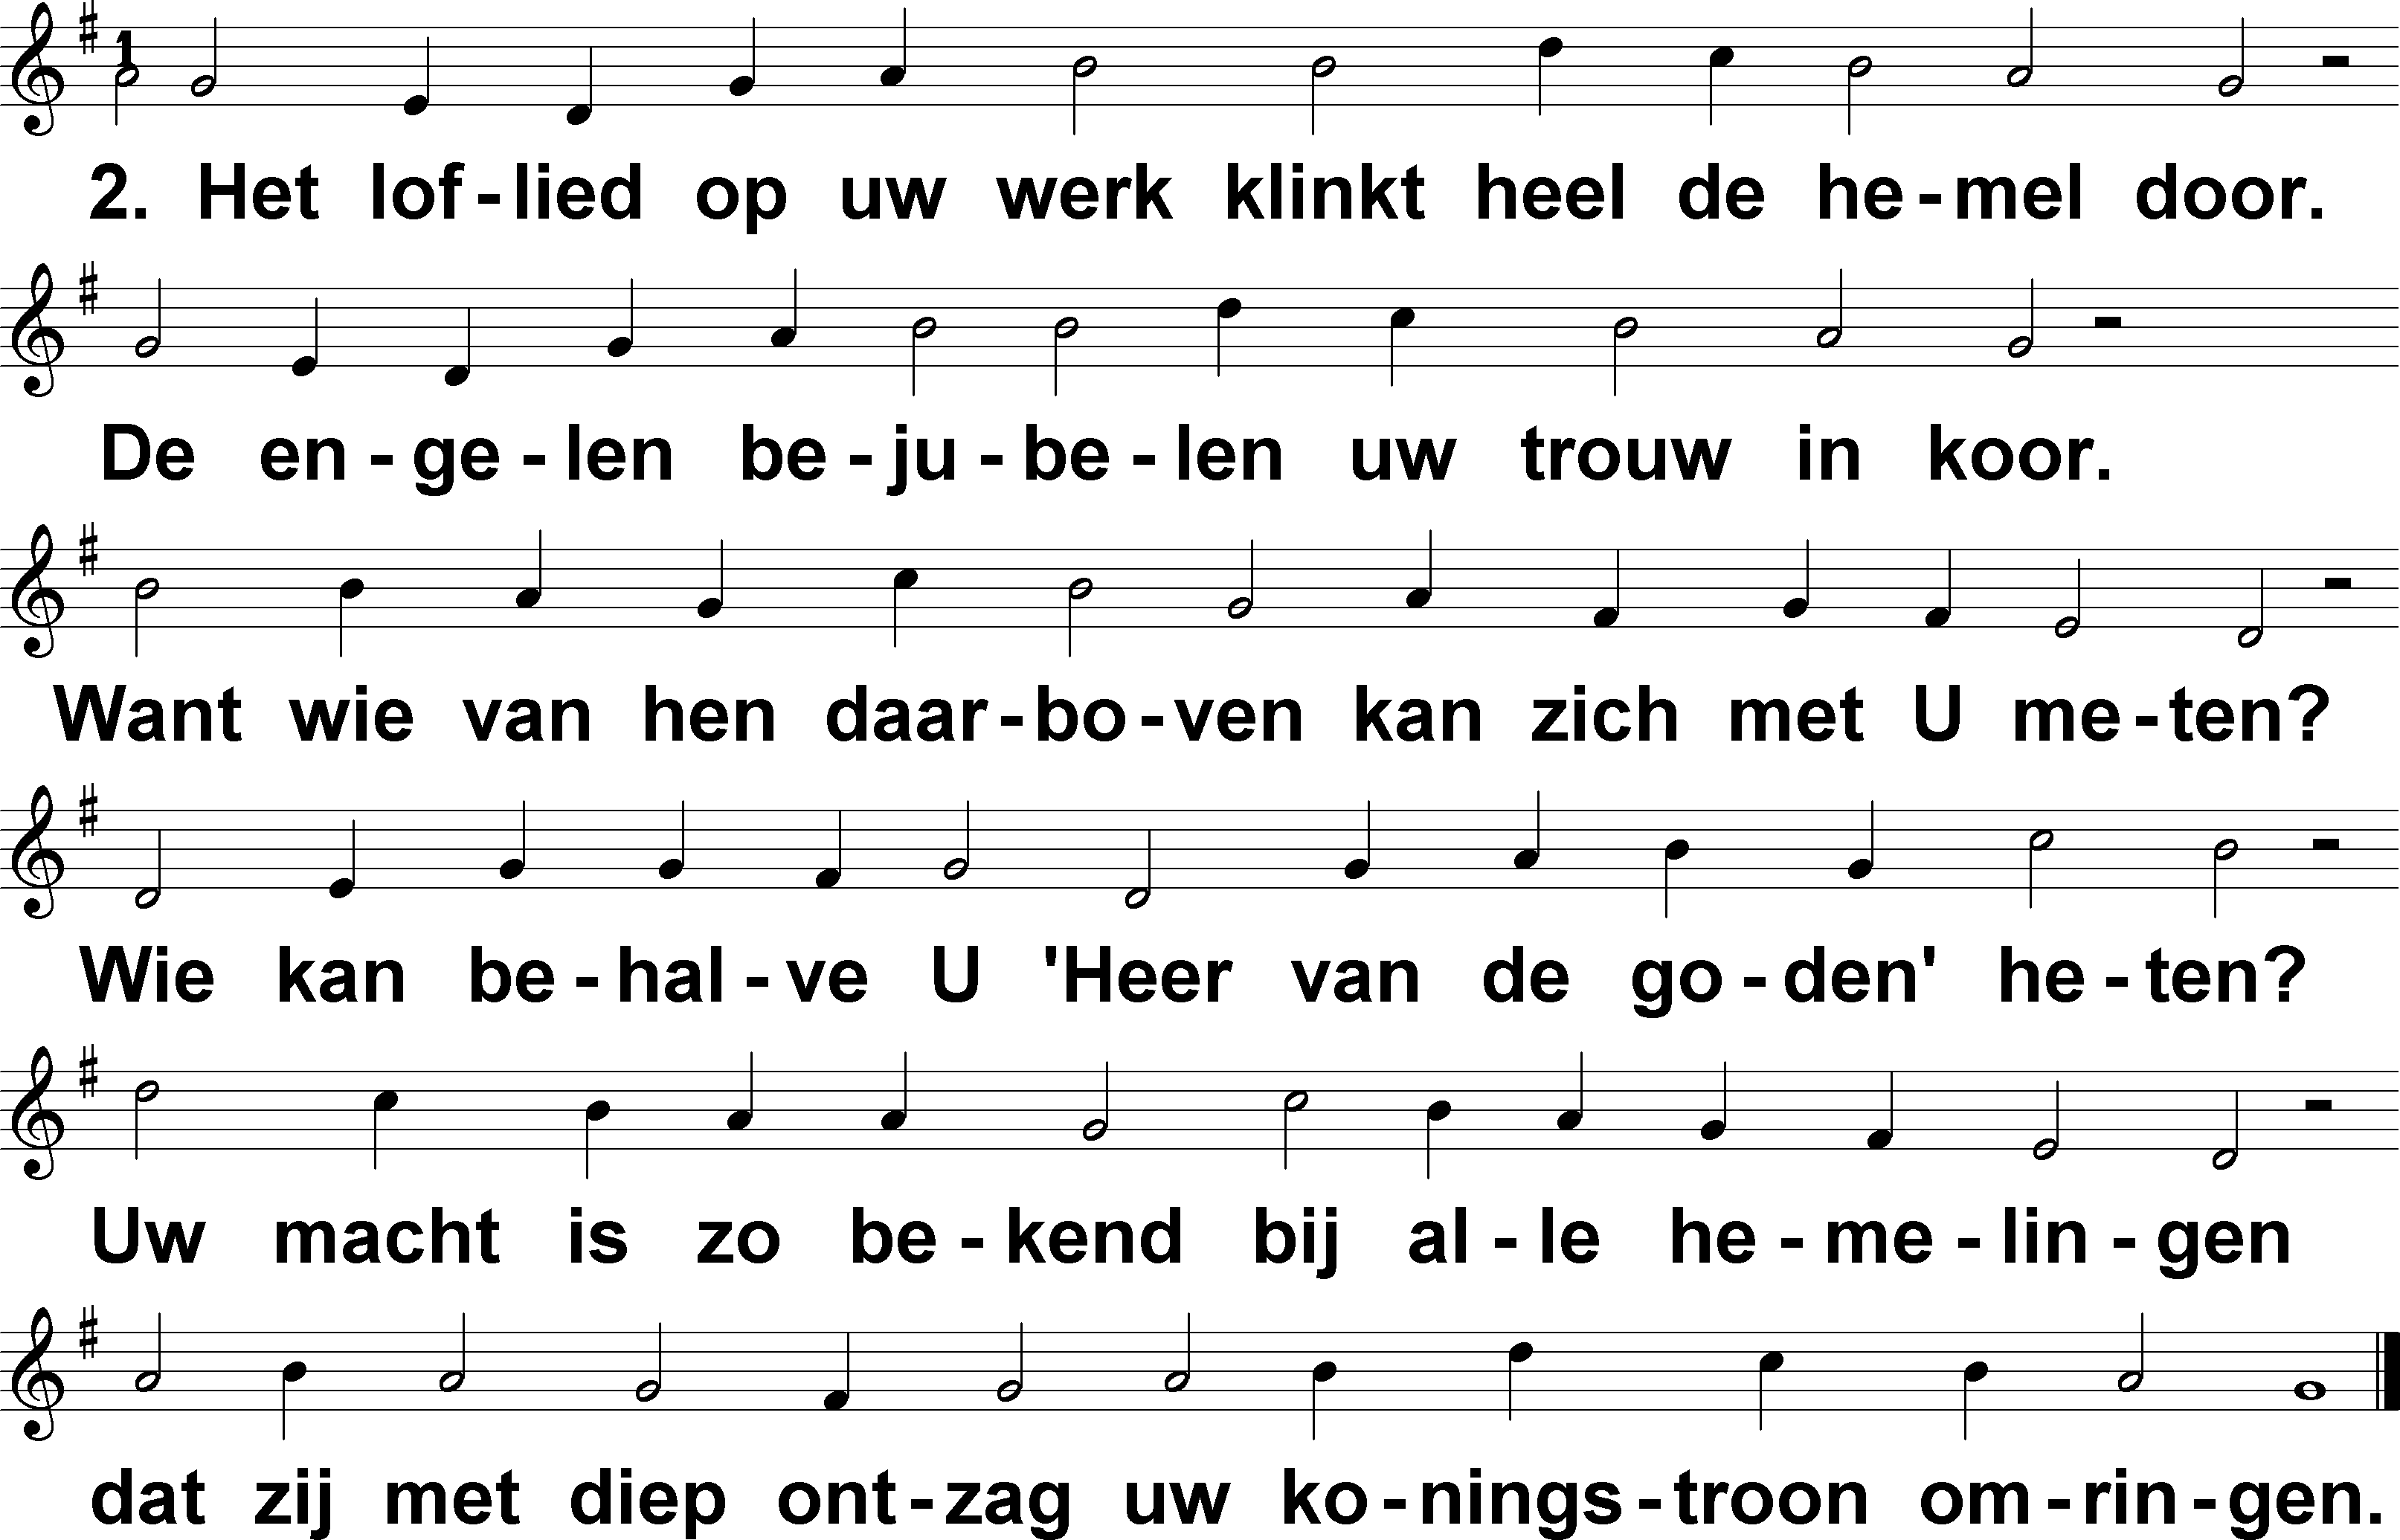 2. Het lof-lied op uw werk klinkt heel de he-mel door.
De en-ge-len be-ju-be-len uw trouw in koor.
Want wie van hen daar-bo-ven kan zich met U me-ten?
Wie kan be-hal-ve U 'Heer van de go-den' he-ten?
Uw macht is zo be-kend bij al-le he-me-lin-gen
dat zij met diep ont-zag uw ko-nings-troon om-rin-gen.